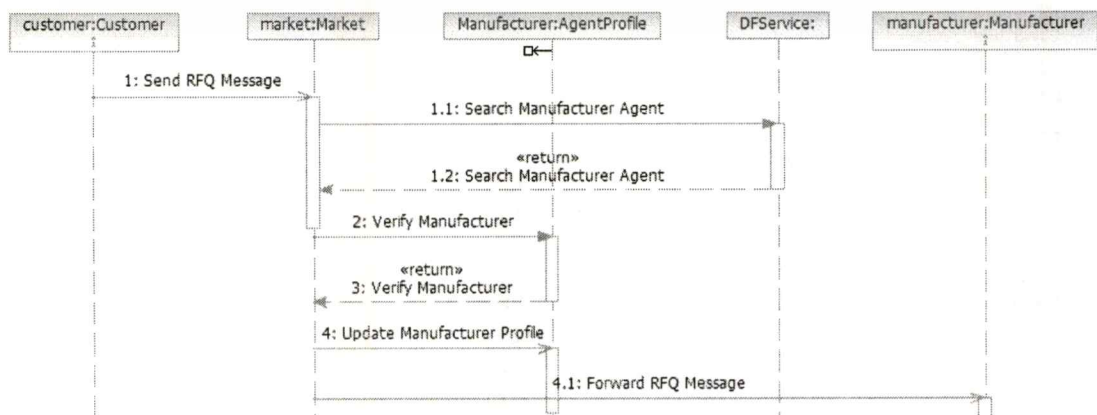 customer:Customer
market:Market
Manufacturer:AgentProfile
DFService:
manufacturer:Manufacturer
1: Send RFQ Message
1.1: Search Manufacturer Agent
«return»
1.2: Search Manufacturer Agent
2: Verify Manufacturer
«return»
3: Verify Manufacturer
4: Update Manufacturer Profile
4.1: Forward RFQ Message